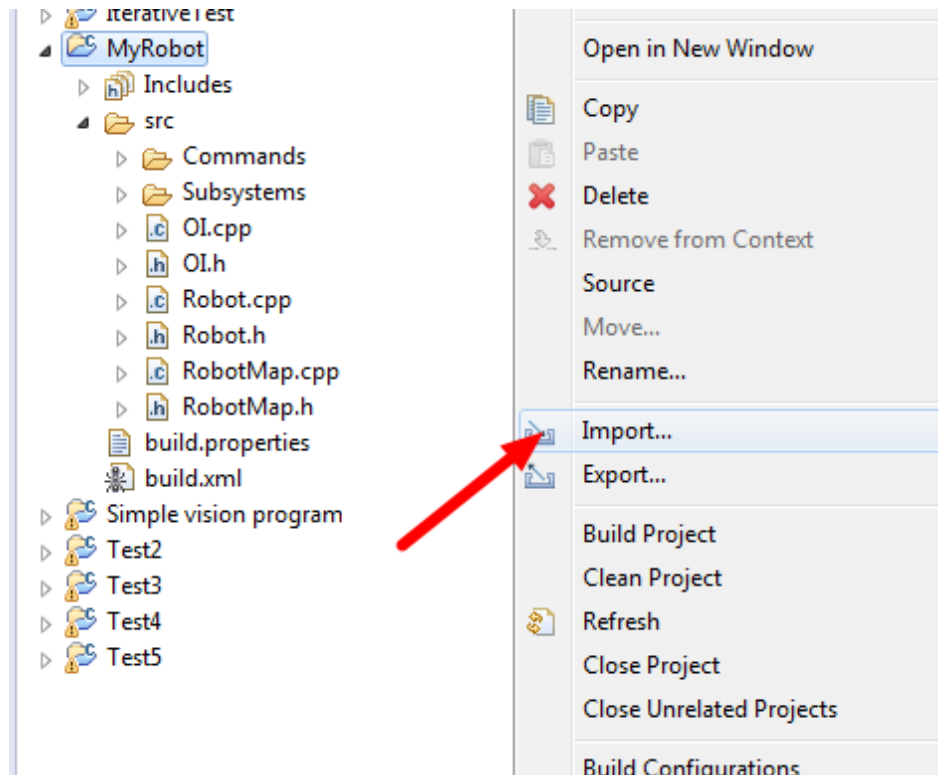 IterativeTest
MyRobot
Includes
src
Commands
Subsystems
OI.cpp
OI.h
Robot.cpp
Robot.h
RobotMap.cpp
RobotMap.h
build.properties
build.xml
Simple vision program
Test2
Test3
Test4
Test5
Open in New Window
Copy
Paste
Delete
Remove from Context
Source
Move...
Rename...
Import...
Export...
Build Project
Clean Project
Refresh
Close Project
Close Unrelated Projects
Build Configurations